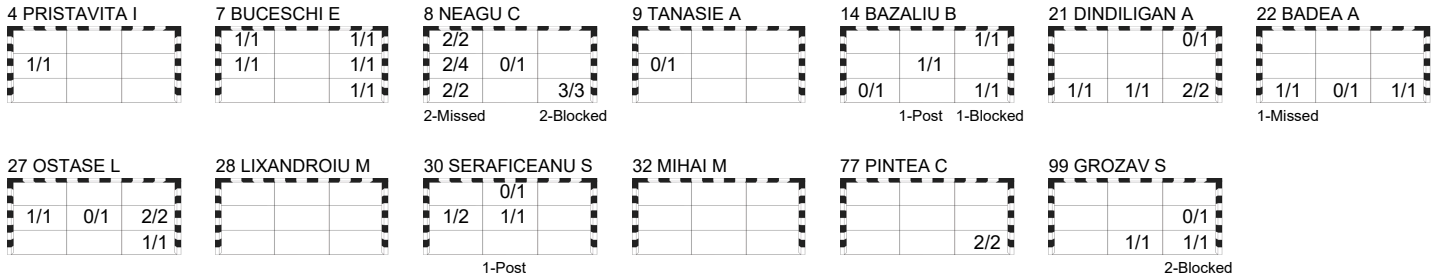 4 PRISTAVITA I 7 BUCESCHI E 8 NEAGU C 9 TANASIE A 14 BAZALIU B 21 DINDILIGAN A 22 BADEA A
1/1 1/1 2/2 1/1 0/1
1/1 1/1 1/1 2/4 0/1 0/1 1/1
1/1 2/2 3/3 0/1 1/1 1/1 1/1 2/2 1/1 0/1 1/1
2-Missed 2-Blocked 1-Post 1-Blocked 1-Missed
27 OSTASE L 28 LIXANDROIU M 30 SERAFICEANU S 32 MIHAI M 77 PINTEA C 99 GROZAV S
0/1
1/1 0/1 2/2 1/2 1/1 0/1
1/1 2/2 1/1 1/1
1-Post 2-Blocked